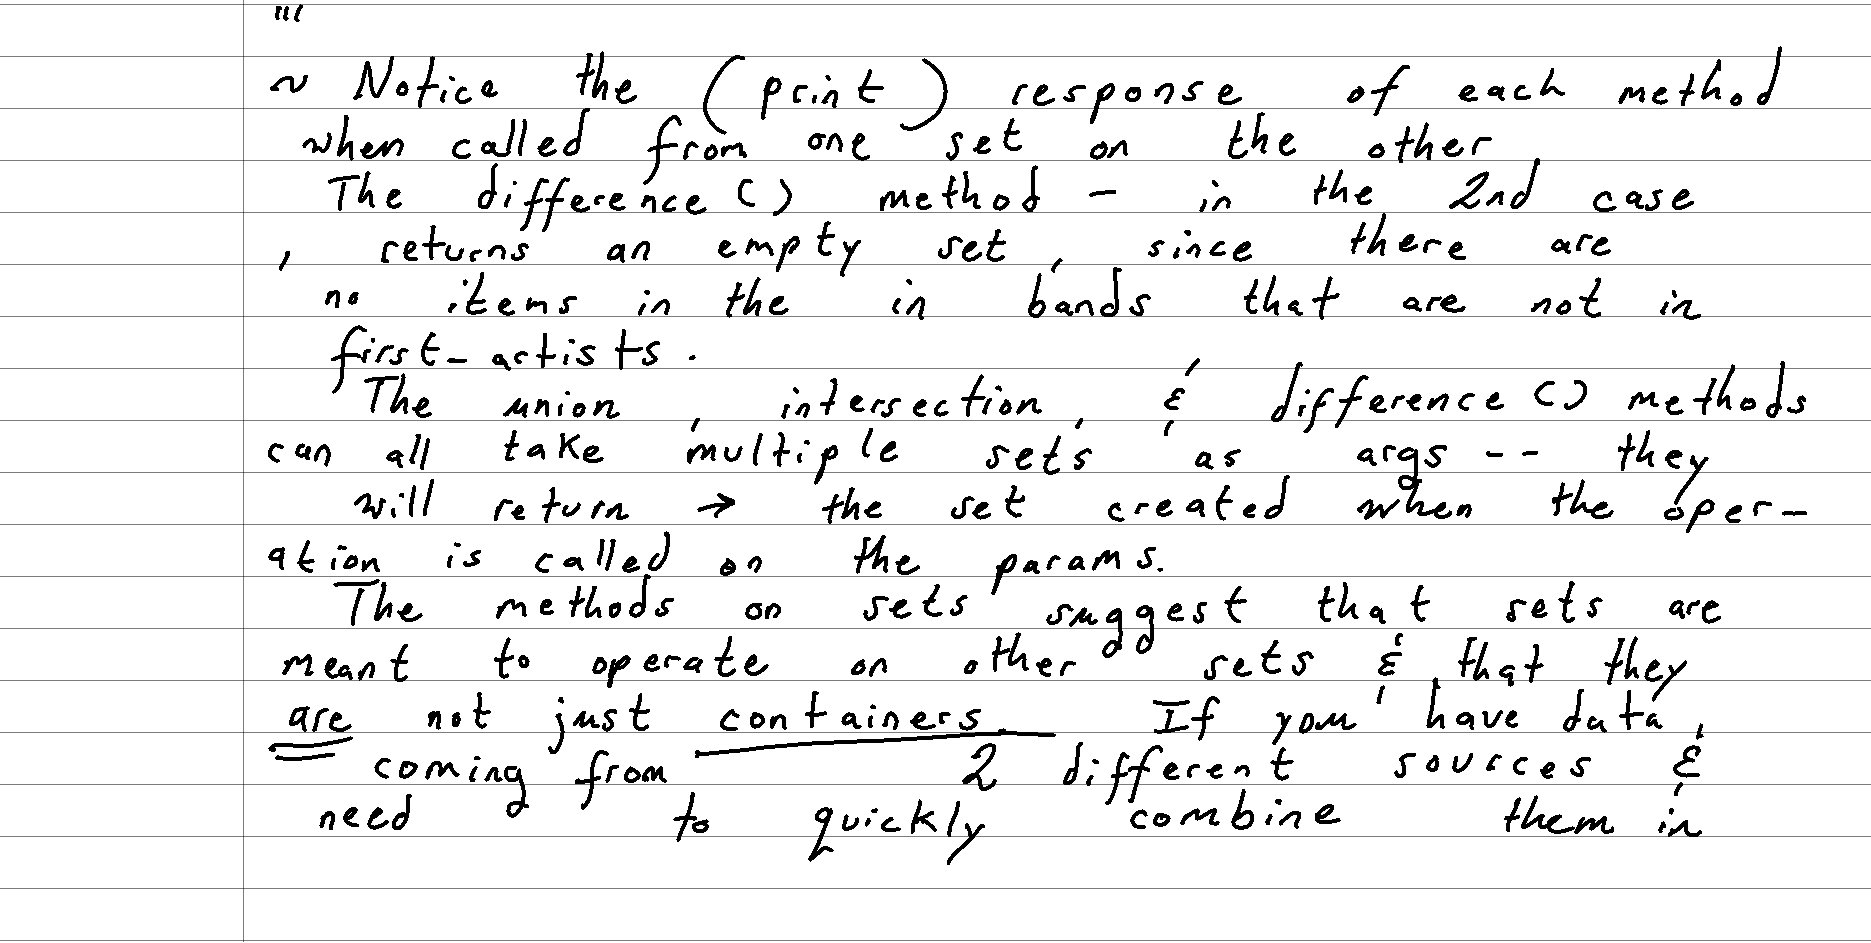 '''
~ Notice the (print) response of each method
when called from one set on the other
The difference() method - in the 2nd case
, returns an empty set, since there are
no items in the in bands that are not in
first_artists.
The union, intersection, & difference() methods
can all take multiple sets as args -- they
will return → the set created when the oper-
ation is called on the params.
The methods on sets suggest that sets are
meant to operate on other sets & that they
are not just containers. If you have data,
coming from 2 different sources &
need to quickly combine them in